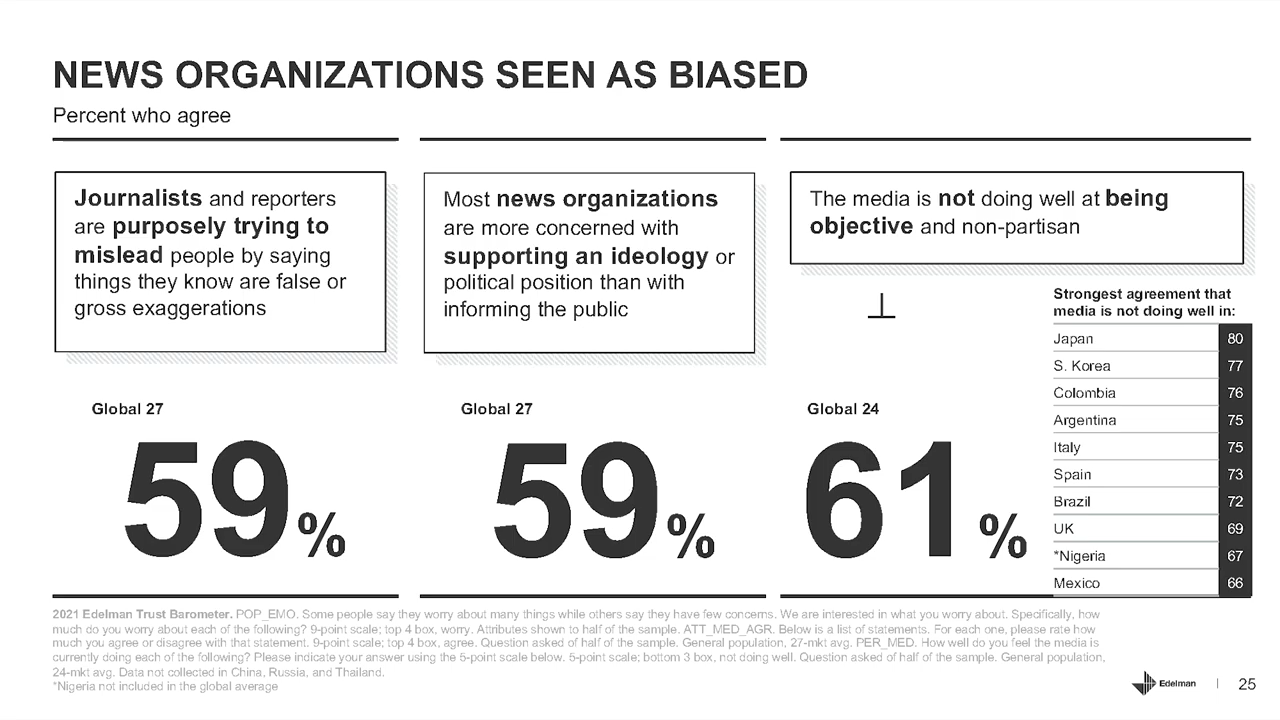 NEWS ORGANIZATIONS SEEN AS BIASED
Percent who agree
Journalists and reporters
are purposely trying to
mislead people by saying
things they know are false or
gross exaggerations
Global 27
59%
Most news organizations
are more concerned with
supporting an ideology or
political position than with
informing the public
Global 27
59%
The media is not doing well at being
objective and non-partisan
Global 24
61%
Strongest agreement that
media is not doing well in:
Japan 80
S. Korea 77
Colombia 76
Argentina 75
Italy 75
Spain 73
Brazil 72
UK 69
*Nigeria 67
Mexico 66
2021 Edelman Trust Barometer. POP_EMO. Some people say they worry about many things while others say they have few concerns. We are interested in what you worry about. Specifically, how
much do you worry about each of the following? 9-point scale; top 4 box, worry. Attributes shown to half of the sample. ATT_MED_AGR. Below is a list of statements. For each one, please rate how
much you agree or disagree with that statement. 9-point scale; top 4 box, agree. Question asked of half of the sample. General population, 27-mkt avg. PER_MED. How well do you feel the media is
currently doing each of the following? Please indicate your answer using the 5-point scale below. 5-point scale; bottom 3 box, not doing well. Question asked of half of the sample. General population,
24-mkt avg. Data not collected in China, Russia, and Thailand.
*Nigeria not included in the global average
Edelman | 25